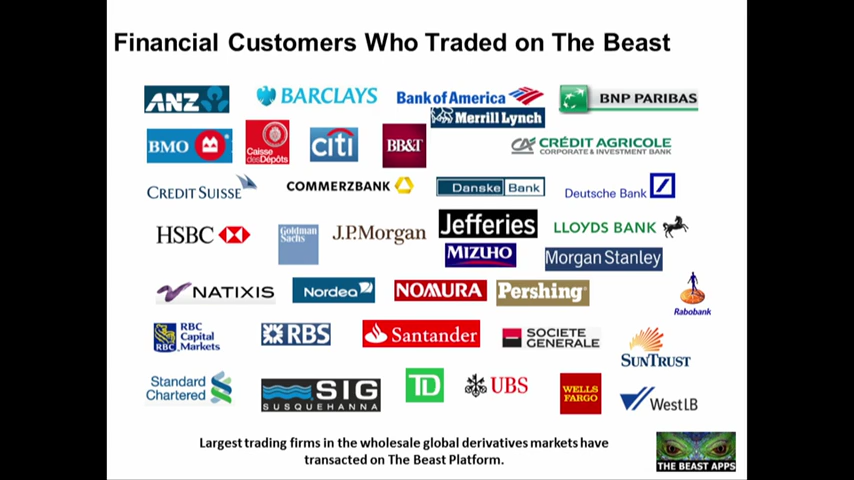 Financial Customers Who Traded on The Beast
ANZ
BARCLAYS
Bank of America
Merrill Lynch
BNP PARIBAS
BMO
Caisse
des Dépôts
citi
BB&T
CRÉDIT AGRICOLE
CORPORATE & INVESTMENT BANK
CREDIT SUISSE
COMMERZBANK
Danske Bank
Deutsche Bank
HSBC
Goldman
Sachs
J.P.Morgan
Jefferies
LLOYDS BANK
MIZUHO
Morgan Stanley
NATIXIS
Nordea
NOMURA
Pershing
Rabobank
RBC
RBC
Capital
Markets
RBS
Santander
SOCIETE
GENERALE
SUNTRUST
Standard
Chartered
SIG
SUSQUEHANNA
TD
UBS
WELLS
FARGO
WestLB
Largest trading firms in the wholesale global derivatives markets have
transacted on The Beast Platform.
THE BEAST APPS